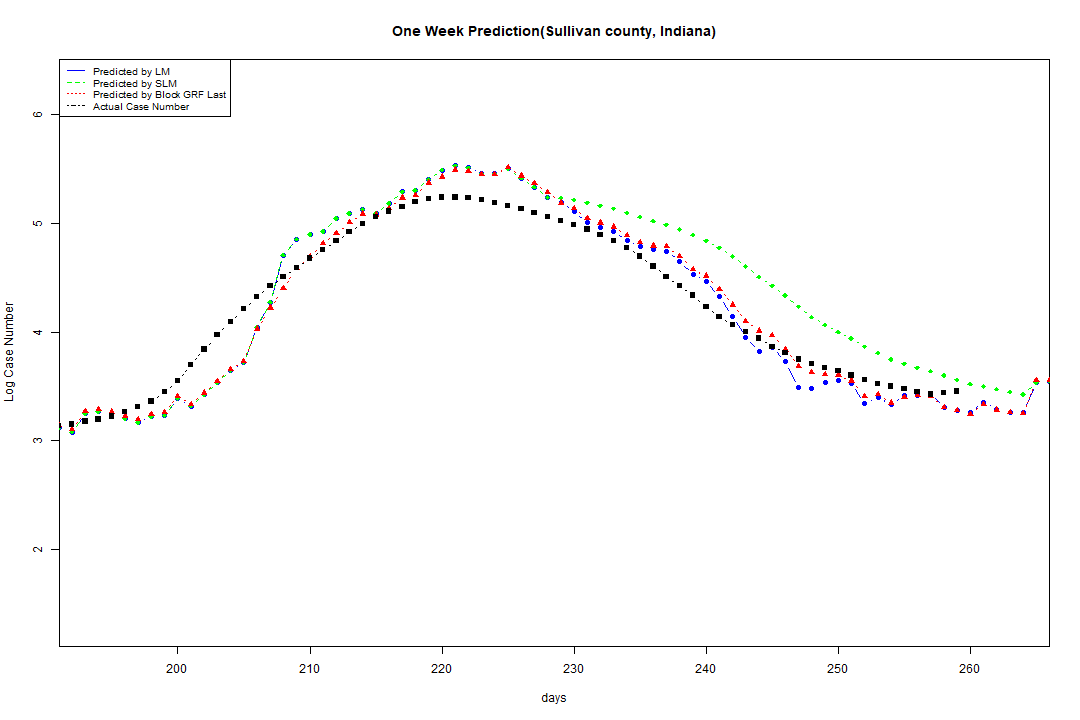 One Week Prediction(Sullivan county, Indiana)
Predicted by LM
Predicted by SLM
Predicted by Block GRF Last
Actual Case Number
6
5
4
3
2
Log Case Number
200 210 220 230 240 250 260
days